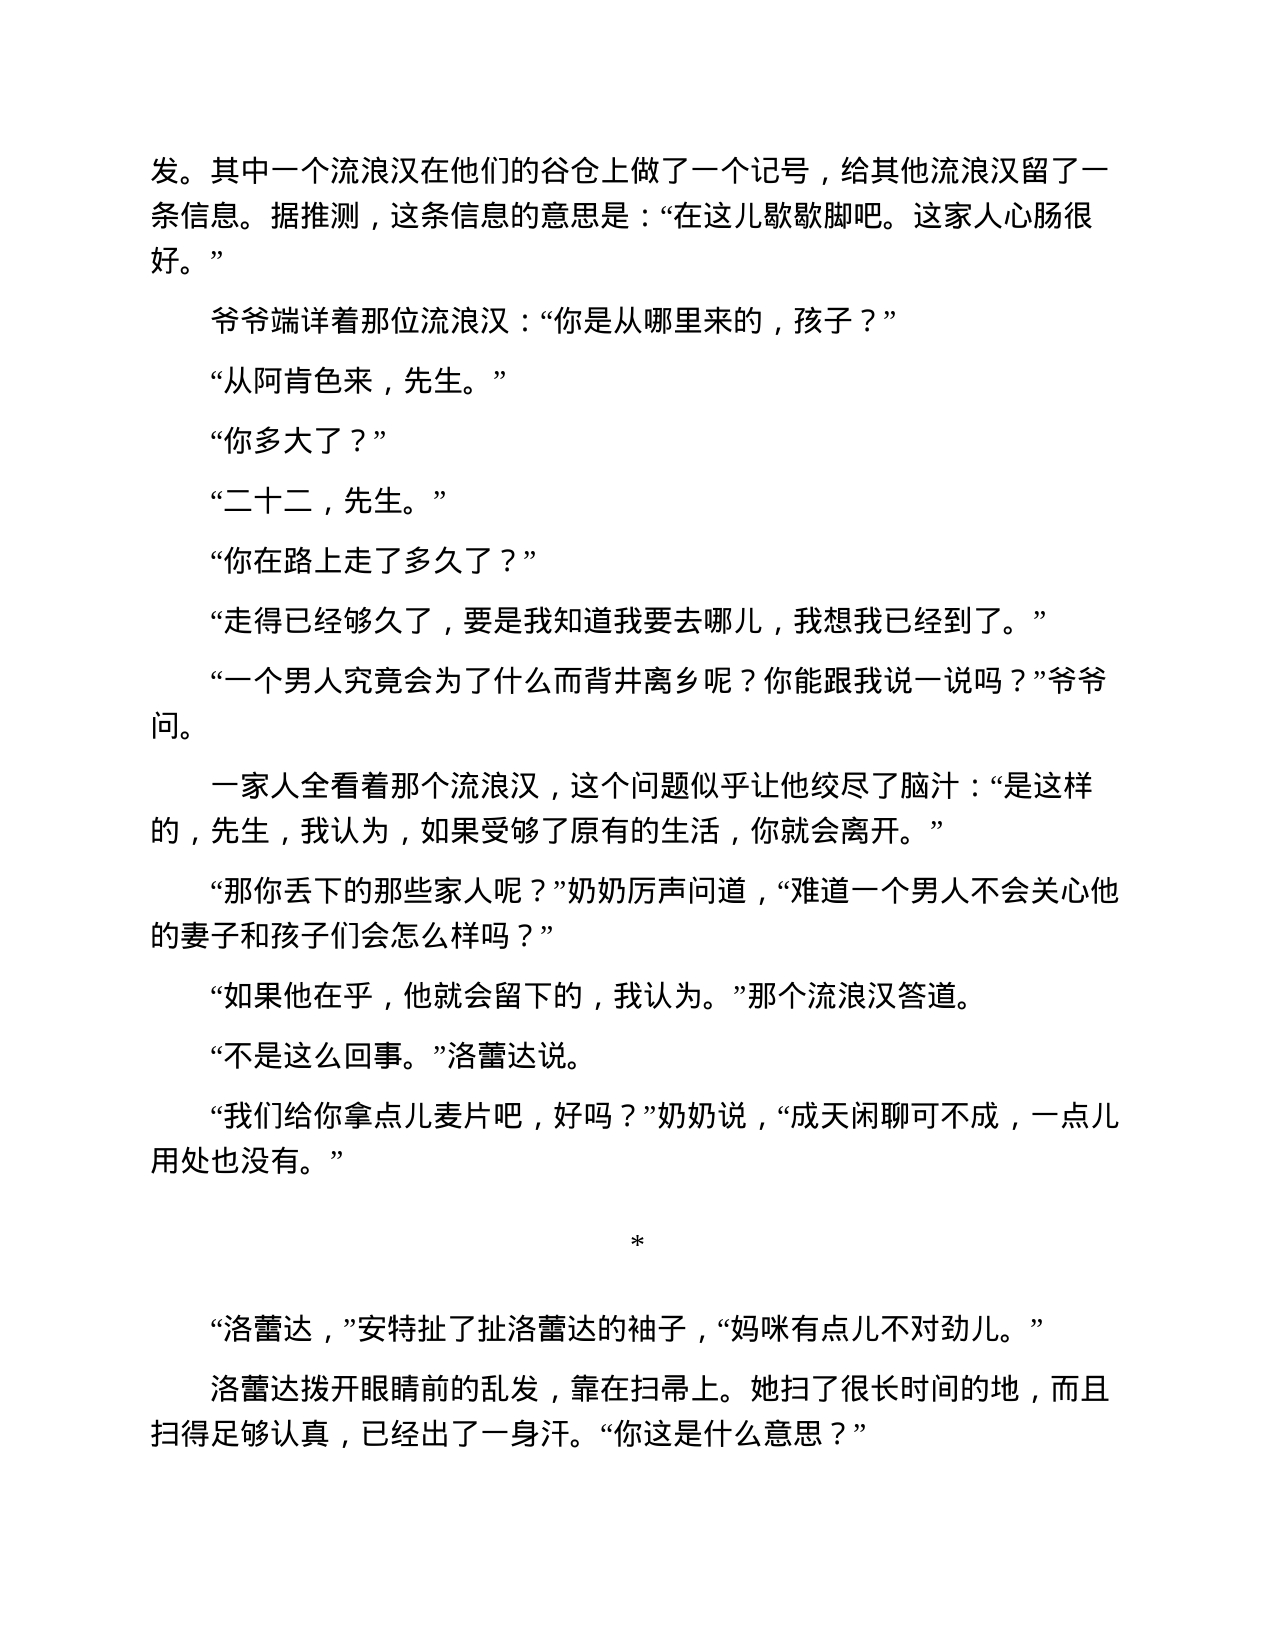 发。其中一个流浪汉在他们的谷仓上做了一个记号，给其他流浪汉留了一
条信息。据推测，这条信息的意思是：“在这儿歇歇脚吧。这家人心肠很
好。”
爷爷端详着那位流浪汉：“你是从哪里来的，孩子？”
“从阿肯色来，先生。”
“你多大了？”
“二十二，先生。”
“你在路上走了多久了？”
“走得已经够久了，要是我知道我要去哪儿，我想我已经到了。”
“一个男人究竟会为了什么而背井离乡呢？你能跟我说一说吗？”爷爷
问。
一家人全看着那个流浪汉，这个问题似乎让他绞尽了脑汁：“是这样
的，先生，我认为，如果受够了原有的生活，你就会离开。”
“那你丢下的那些家人呢？”奶奶厉声问道，“难道一个男人不会关心他
的妻子和孩子们会怎么样吗？”
“如果他在乎，他就会留下的，我认为。”那个流浪汉答道。
“不是这么回事。”洛蕾达说。
“我们给你拿点儿麦片吧，好吗？”奶奶说，“成天闲聊可不成，一点儿
用处也没有。”
*
“洛蕾达，”安特扯了扯洛蕾达的袖子，“妈咪有点儿不对劲儿。”
洛蕾达拨开眼睛前的乱发，靠在扫帚上。她扫了很长时间的地，而且
扫得足够认真，已经出了一身汗。“你这是什么意思？”